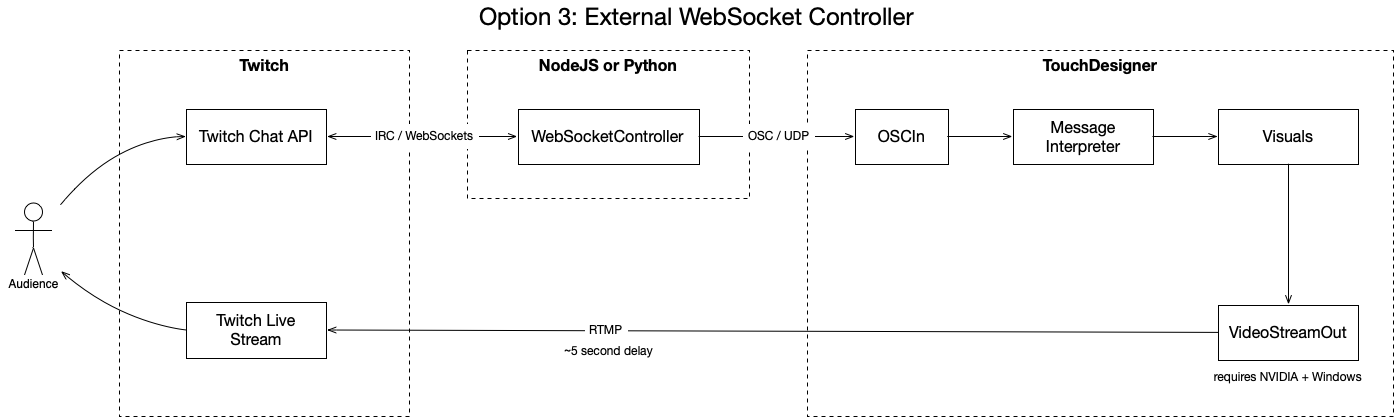 Option 3: External WebSocket Controller
Twitch
NodeJS or Python
TouchDesigner
Twitch Chat API
IRC / WebSockets
WebSocketController
OSC / UDP
OSCIn
Message
Interpreter
Visuals
Audience
Twitch Live
Stream
RTMP
~5 second delay
VideoStreamOut
requires NVIDIA + Windows